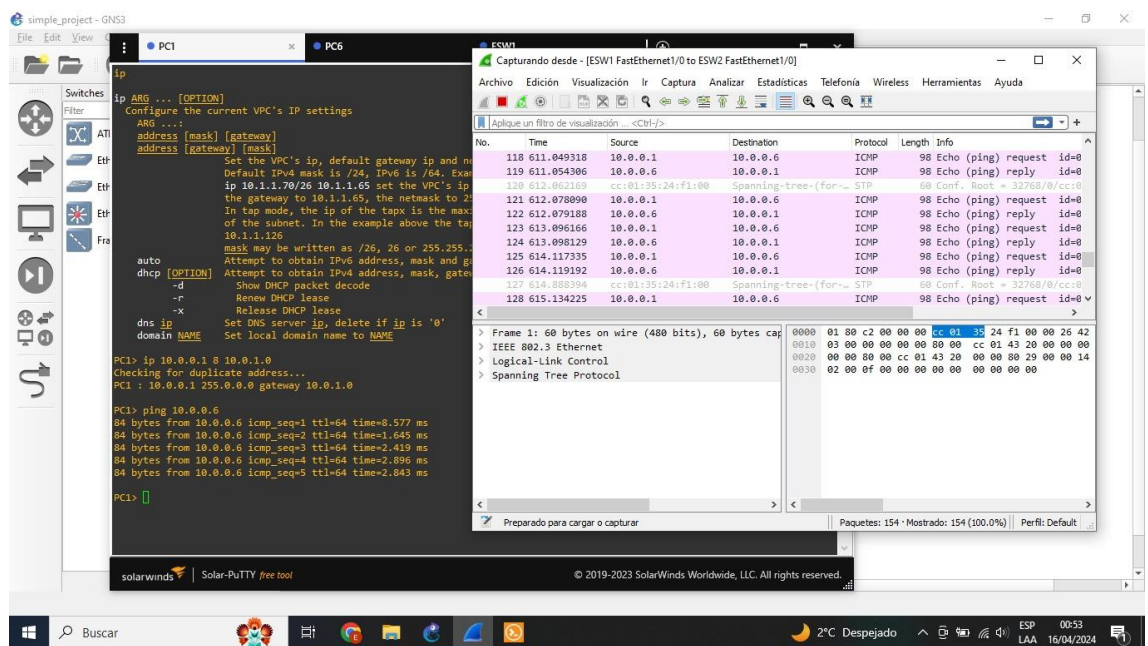 simple_project - GNS3
File Edit View
PC1
PC6
ESW1
Switches
Filter
ATI
Eth
Eth
Eth
Fra
ip
ip ARG ... [OPTION]
Configure the current VPC's IP settings
ARG ...:
address [mask] [gateway]
address [gateway] [mask]
Set the VPC's ip, default gateway ip and ne
Default IPv4 mask is /24, IPv6 is /64. Exam
ip 10.1.1.70/26 10.1.1.65 set the VPC's ip
the gateway to 10.1.1.65, the netmask to 25
In tap mode, the ip of the tapx is the maxi
of the subnet. In the example above the tap
10.1.1.126
mask may be written as /26, 26 or 255.255.2
auto Attempt to obtain IPv6 address, mask and ga
dhcp [OPTION] Attempt to obtain IPv4 address, mask, gatew
-d Show DHCP packet decode
-r Renew DHCP lease
-x Release DHCP lease
dns ip Set DNS server ip, delete if ip is '0'
domain NAME Set local domain name to NAME
PC1> ip 10.0.0.1 8 10.0.1.0
Checking for duplicate address...
PC1 : 10.0.0.1 255.0.0.0 gateway 10.0.1.0
PC1> ping 10.0.0.6
84 bytes from 10.0.0.6 icmp_seq=1 ttl=64 time=8.577 ms
84 bytes from 10.0.0.6 icmp_seq=2 ttl=64 time=1.645 ms
84 bytes from 10.0.0.6 icmp_seq=3 ttl=64 time=2.419 ms
84 bytes from 10.0.0.6 icmp_seq=4 ttl=64 time=2.896 ms
84 bytes from 10.0.0.6 icmp_seq=5 ttl=64 time=2.843 ms
PC1>
solarwinds Solar-PuTTY free tool © 2019-2023 SolarWinds Worldwide, LLC. All rights reserved.
Capturando desde - [ESW1 FastEthernet1/0 to ESW2 FastEthernet1/0]
Archivo Edición Visualización Ir Captura Analizar Estadísticas Telefonía Wireless Herramientas Ayuda
Aplique un filtro de visualización ... <Ctrl-/>
No. Time Source Destination Protocol Length Info
118 611.049318 10.0.0.1 10.0.0.6 ICMP 98 Echo (ping) request id=0
119 611.054306 10.0.0.6 10.0.0.1 ICMP 98 Echo (ping) reply id=0
120 612.062169 cc:01:35:24:f1:00 Spanning-tree-(for-… STP 60 Conf. Root = 32768/0/cc:0
121 612.078090 10.0.0.1 10.0.0.6 ICMP 98 Echo (ping) request id=0
122 612.079188 10.0.0.6 10.0.0.1 ICMP 98 Echo (ping) reply id=0
123 613.096166 10.0.0.1 10.0.0.6 ICMP 98 Echo (ping) request id=0
124 613.098129 10.0.0.6 10.0.0.1 ICMP 98 Echo (ping) reply id=0
125 614.117335 10.0.0.1 10.0.0.6 ICMP 98 Echo (ping) request id=0
126 614.119192 10.0.0.6 10.0.0.1 ICMP 98 Echo (ping) reply id=0
127 614.888394 cc:01:35:24:f1:00 Spanning-tree-(for-… STP 60 Conf. Root = 32768/0/cc:0
128 615.134225 10.0.0.1 10.0.0.6 ICMP 98 Echo (ping) request id=0
> Frame 1: 60 bytes on wire (480 bits), 60 bytes cap
> IEEE 802.3 Ethernet
> Logical-Link Control
> Spanning Tree Protocol
0000 01 80 c2 00 00 00 cc 01 35 24 f1 00 00 26 42
0010 03 00 00 00 00 00 80 00 cc 01 43 20 00 00 00
0020 00 00 80 00 cc 01 43 20 00 00 80 29 00 00 14
0030 02 00 0f 00 00 00 00 00 00 00 00 00
Preparado para cargar o capturar Paquetes: 154 · Mostrado: 154 (100.0%) Perfil: Default
Buscar
2°C Despejado
ESP
LAA
00:53
16/04/2024